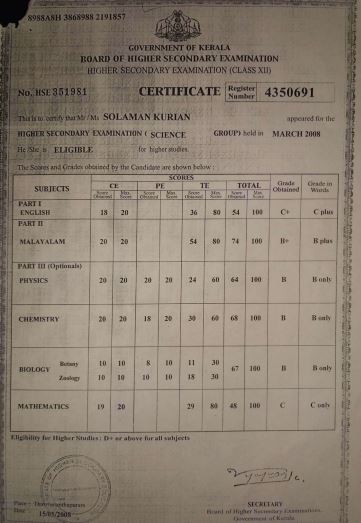 8988A8H 3868988 2191857
GOVERNMENT OF KERALA
BOARD OF HIGHER SECONDARY EXAMINATION
HIGHER SECONDARY EXAMINATION (CLASS XII)
No. HSE 351981 CERTIFICATE Register Number 4350691
This is to certify that Mr / Ms SOLAMAN KURIAN appeared for the
HIGHER SECONDARY EXAMINATION ( SCIENCE GROUP) held in MARCH 2008
He /She is ELIGIBLE for higher studies.
The Scores and Grades obtained by the Candidate are shown below :
SUBJECTS SCORES Grade Obtained Grade in Words
CE PE TE TOTAL
Score Obtained Max. Score Score Obtained Max. Score Score Obtained Max. Score Score Obtained Max. Score
PART I
ENGLISH 18 20 36 80 54 100 C+ C plus
PART II
MALAYALAM 20 20 54 80 74 100 B+ B plus
PART III (Optionals)
PHYSICS 20 20 20 20 24 60 64 100 B B only
CHEMISTRY 20 20 18 20 30 60 68 100 B B only
BIOLOGY Botany 10 10 8 10 11 30 67 100 B B only
Zoology 10 10 10 10 18 30
MATHEMATICS 19 20 29 80 48 100 C C only
Eligibility for Higher Studies : D+ or above for all subjects
Place : Thiruvananthapuram
Date : 15/05/2008
SECRETARY
Board of Higher Secondary Examinations,
Government of Kerala